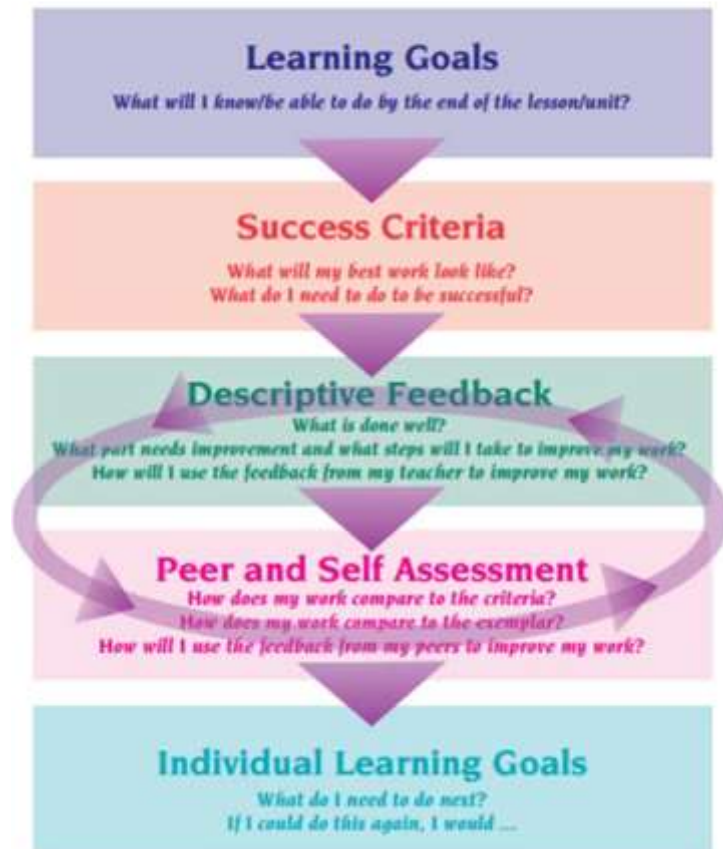 Learning Goals
What will I know/be able to do by the end of the lesson/unit?
Success Criteria
What will my best work look like?
What do I need to do to be successful?
Descriptive Feedback
What is done well?
What part needs improvement and what steps will I take to improve my work?
How will I use the feedback from my teacher to improve my work?
Peer and Self Assessment
How does my work compare to the criteria?
How does my work compare to the exemplar?
How will I use the feedback from my peers to improve my work?
Individual Learning Goals
What do I need to do next?
If I could do this again, I would ...